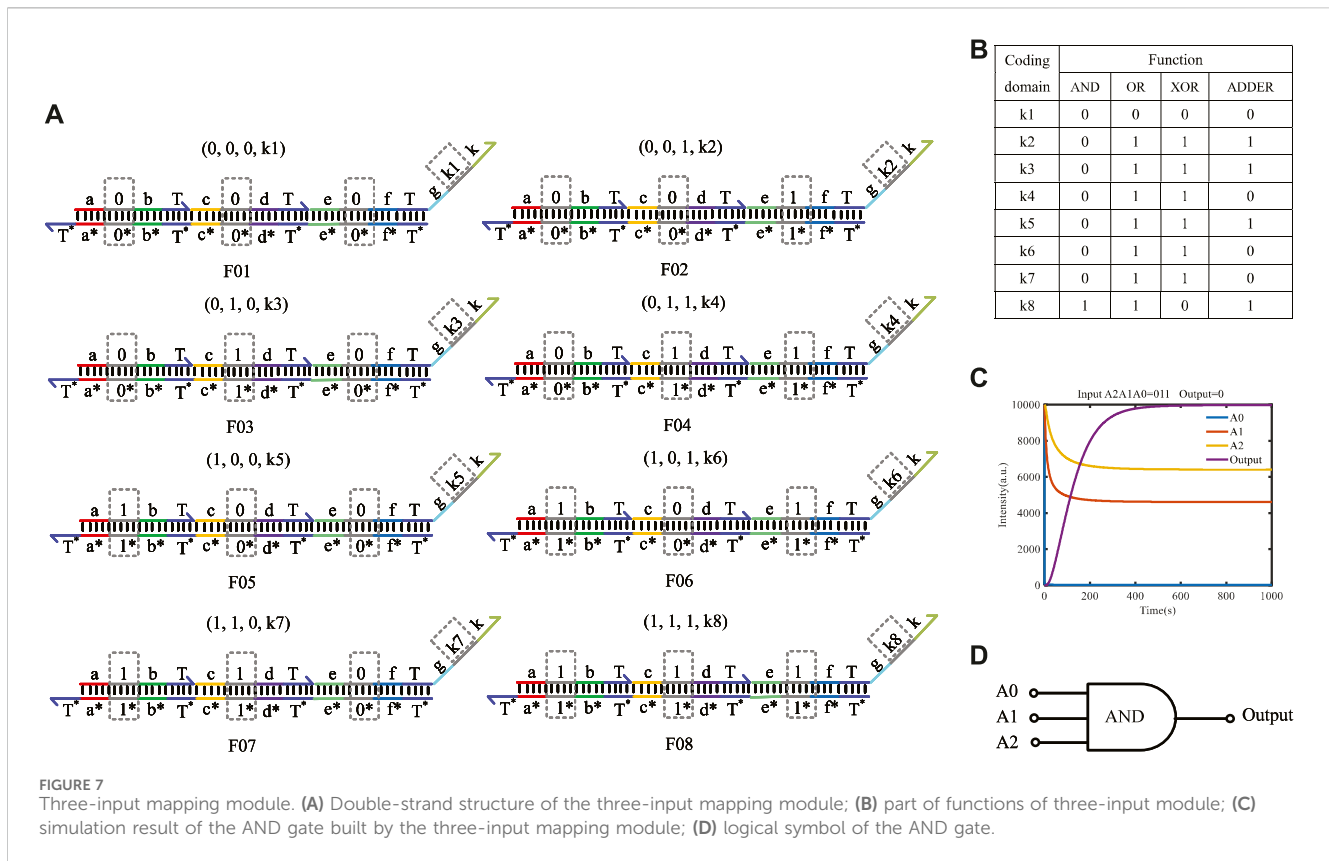 A
(0, 0, 0, k1)
a 0 b T c 0 d T e 0 f T g k1 k
T* a* 0* b* T* c* 0* d* T* e* 0* f* T*
F01
(0, 0, 1, k2)
a 0 b T c 0 d T e 1 f T g k2 k
T* a* 0* b* T* c* 0* d* T* e* 1* f* T*
F02
(0, 1, 0, k3)
a 0 b T c 1 d T e 0 f T g k3 k
T* a* 0* b* T* c* 1* d* T* e* 0* f* T*
F03
(0, 1, 1, k4)
a 0 b T c 1 d T e 1 f T g k4 k
T* a* 0* b* T* c* 1* d* T* e* 1* f* T*
F04
(1, 0, 0, k5)
a 1 b T c 0 d T e 0 f T g k5 k
T* a* 1* b* T* c* 0* d* T* e* 0* f* T*
F05
(1, 0, 1, k6)
a 1 b T c 0 d T e 1 f T g k6 k
T* a* 1* b* T* c* 0* d* T* e* 1* f* T*
F06
(1, 1, 0, k7)
a 1 b T c 1 d T e 0 f T g k7 k
T* a* 1* b* T* c* 1* d* T* e* 0* f* T*
F07
(1, 1, 1, k8)
a 1 b T c 1 d T e 1 f T g k8 k
T* a* 1* b* T* c* 1* d* T* e* 1* f* T*
F08
B
Coding domain Function
AND OR XOR ADDER
k1 0 0 0 0
k2 0 1 1 1
k3 0 1 1 1
k4 0 1 1 0
k5 0 1 1 1
k6 0 1 1 0
k7 0 1 1 0
k8 1 1 0 1
C
Input A2A1A0=011 Output=0
Intensity(a.u.)
10000
8000
6000
4000
2000
0
A0
A1
A2
Output
0 200 400 600 800 1000
Time(s)
D
A0
A1
A2
AND
Output
FIGURE 7
Three-input mapping module. (A) Double-strand structure of the three-input mapping module; (B) part of functions of three-input module; (C)
simulation result of the AND gate built by the three-input mapping module; (D) logical symbol of the AND gate.